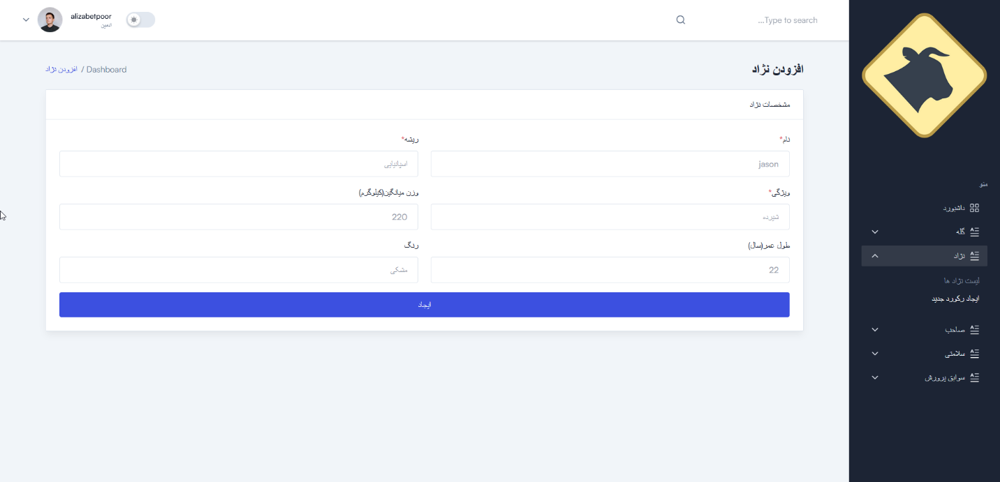 alizabetpoor
ادمین
Type to search...
افزودن نژاد
Dashboard / افزودن نژاد
مشخصات نژاد
نام*
ریشه*
jason
اسپانیایی
ویژگی*
وزن میانگین(کیلوگرم)
شیرده
220
طول عمر(سال)
رنگ
22
مشکی
ایجاد
منو
داشبورد
گله
نژاد
لیست نژاد ها
ایجاد رکورد جدید
صاحب
سلامتی
سوابق پرورش